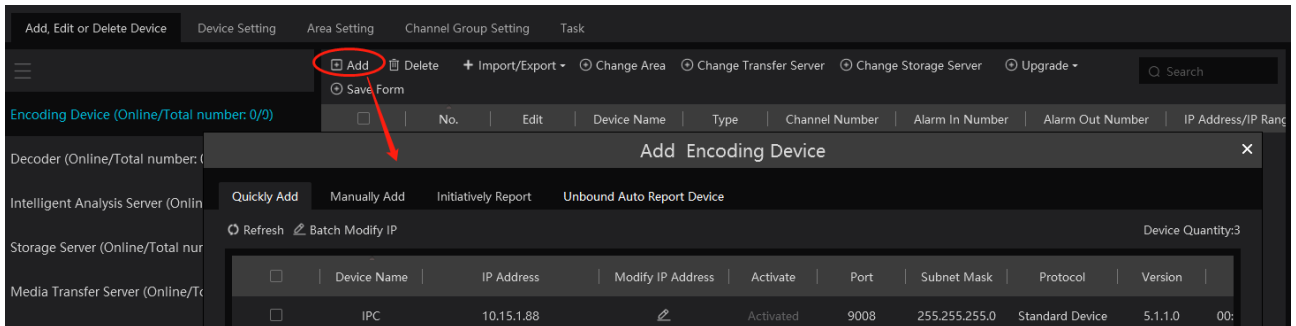 Add, Edit or Delete Device Device Setting Area Setting Channel Group Setting Task
Add Delete + Import/Export Change Area Change Transfer Server Change Storage Server Upgrade Search
Save Form
Encoding Device (Online/Total number: 0/0)
No. Edit Device Name Type Channel Number Alarm In Number Alarm Out Number IP Address/IP Rang
Decoder (Online/Total number: (
Intelligent Analysis Server (Onlin
Storage Server (Online/Total nur
Media Transfer Server (Online/To
Add Encoding Device ×
Quickly Add Manually Add Initiatively Report Unbound Auto Report Device
Refresh Batch Modify IP Device Quantity:3
Device Name IP Address Modify IP Address Activate Port Subnet Mask Protocol Version
IPC 10.15.1.88 Activated 9008 255.255.255.0 Standard Device 5.1.1.0 00: